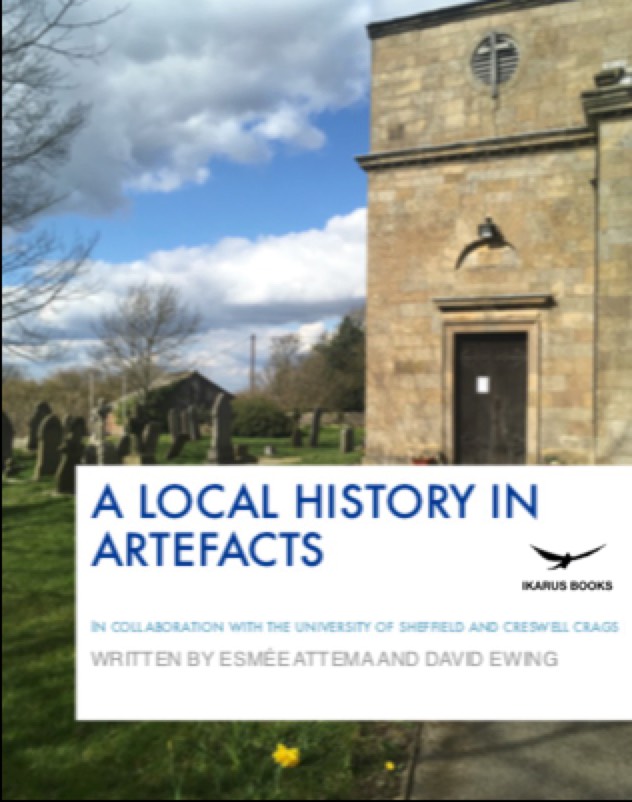 A LOCAL HISTORY IN
ARTEFACTS
IKARUS BOOKS
IN COLLABORATION WITH THE UNIVERSITY OF SHEFFIELD AND CRESWELL CRAGS
WRITTEN BY ESMÉE ATTEMA AND DAVID EWING